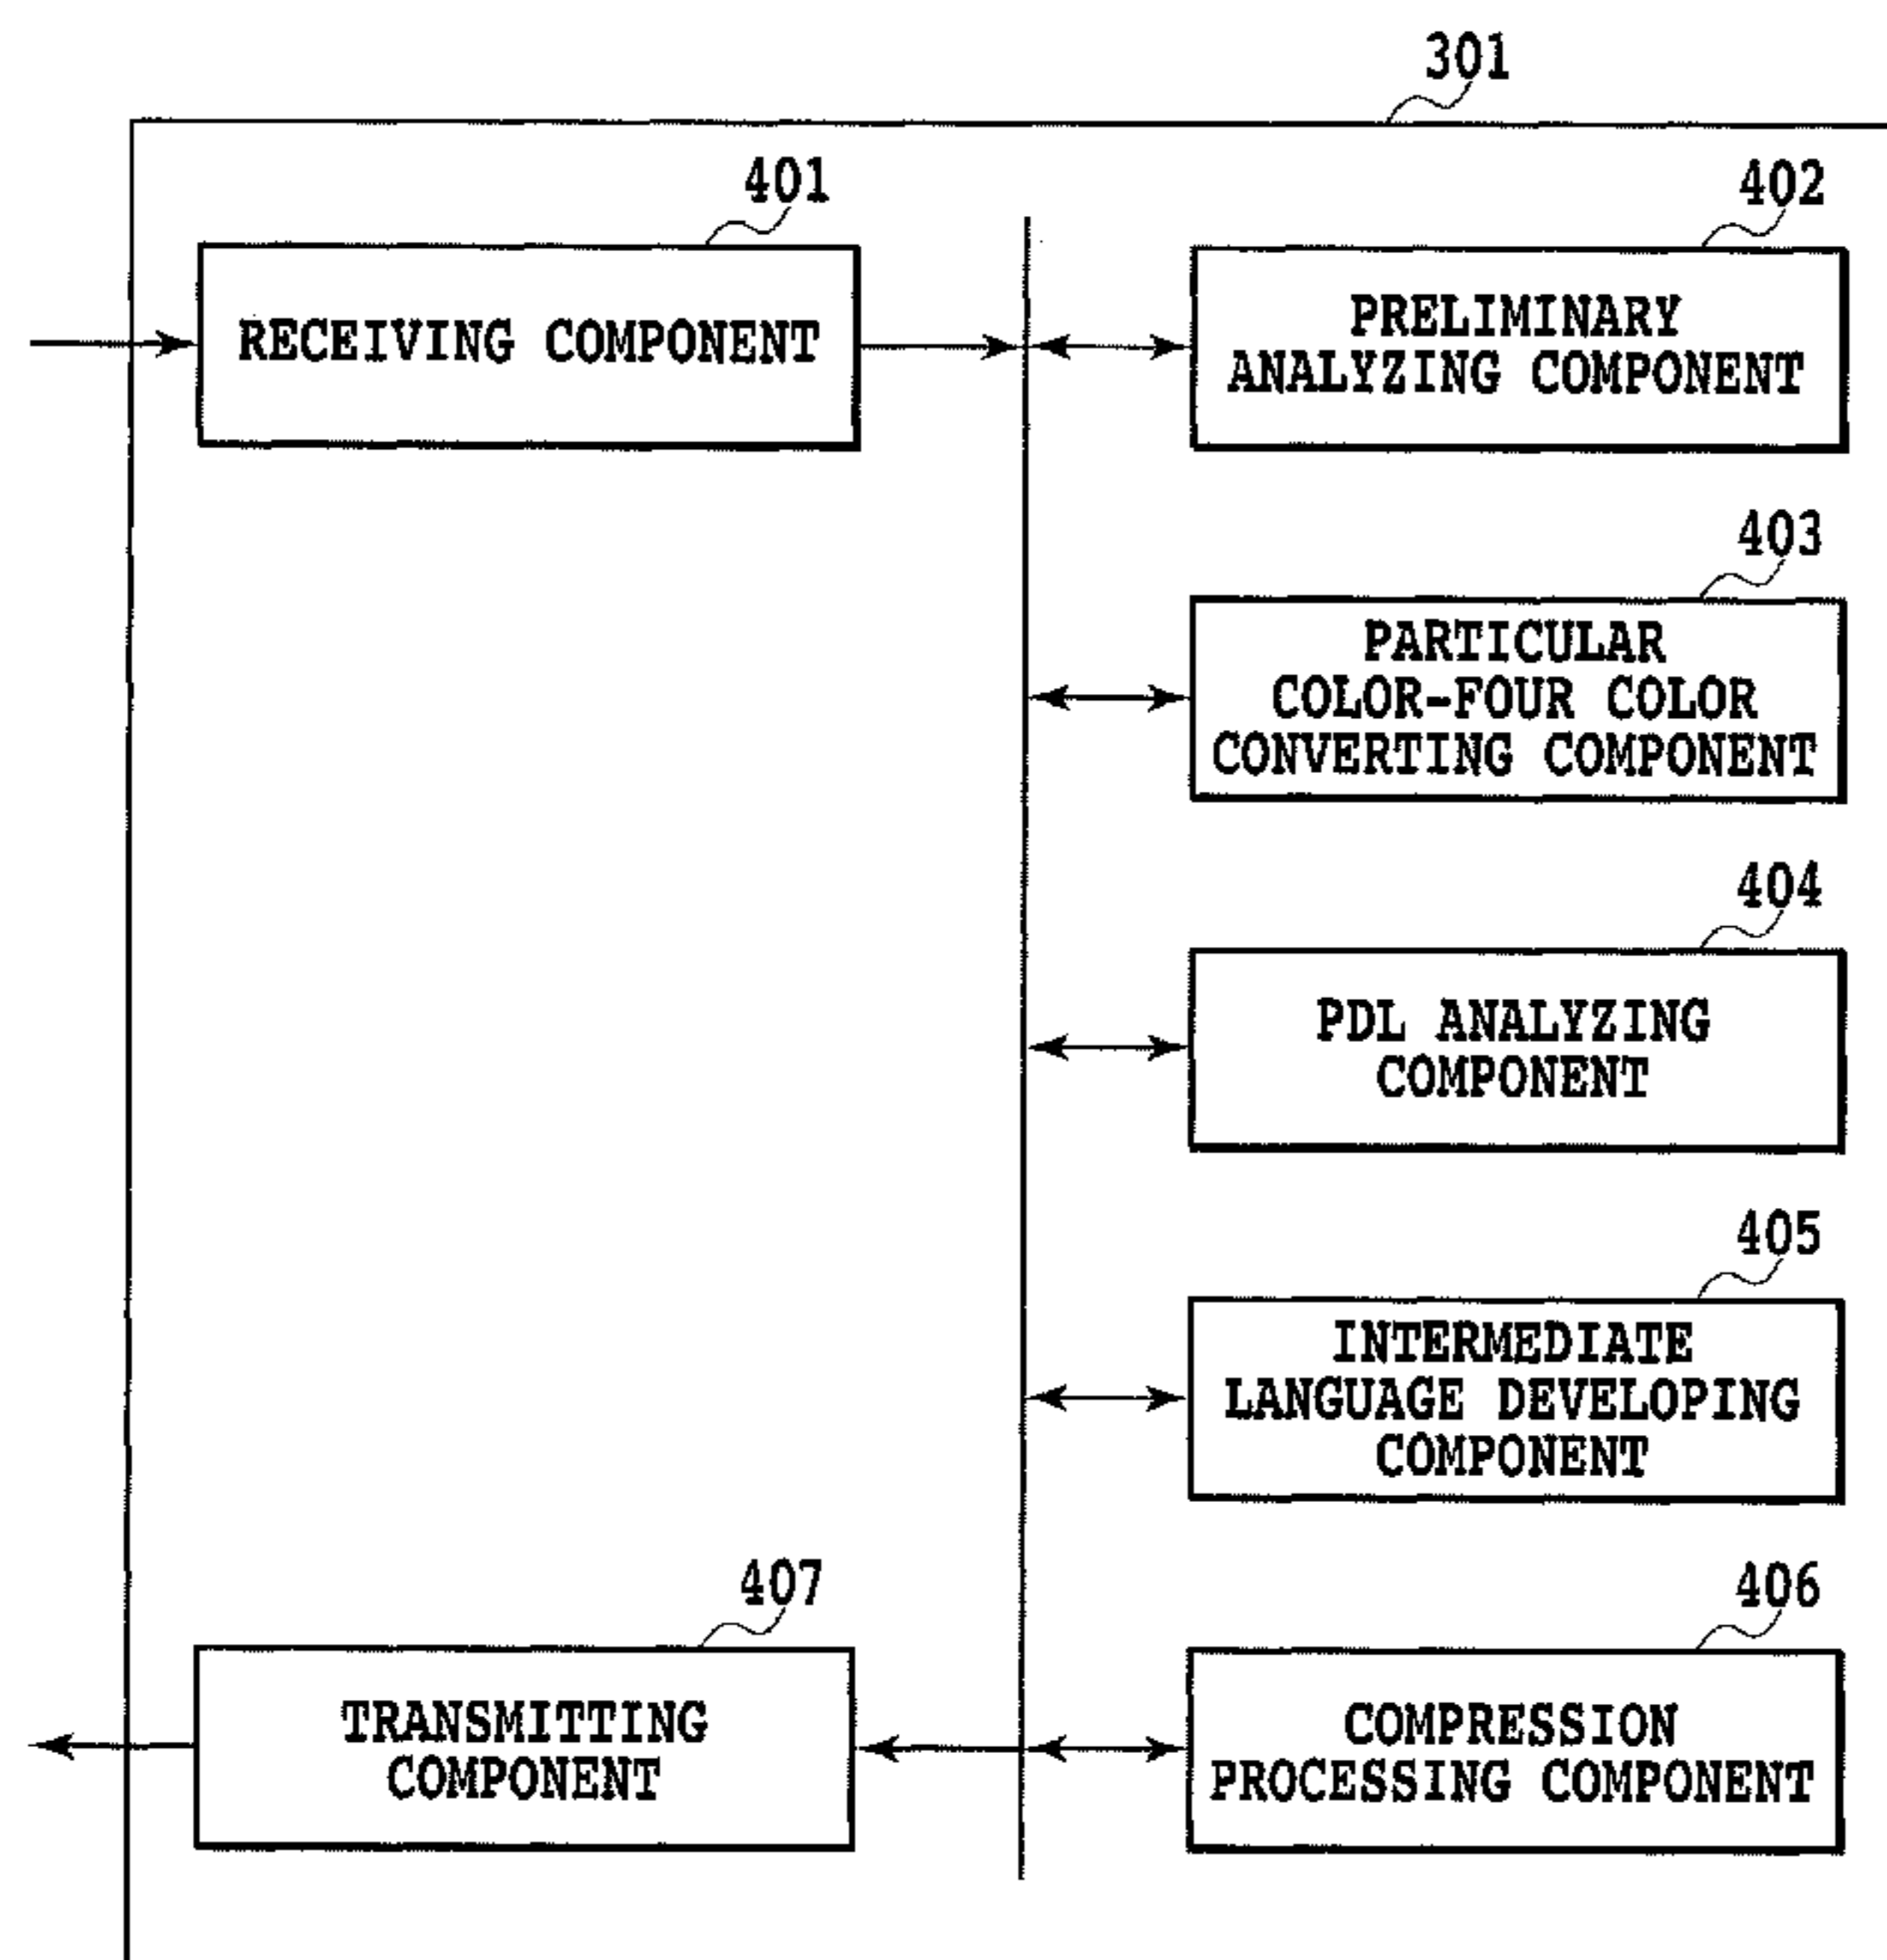 301
401
RECEIVING COMPONENT
402
PRELIMINARY
ANALYZING COMPONENT
403
PARTICULAR
COLOR-FOUR COLOR
CONVERTING COMPONENT
404
PDL ANALYZING
COMPONENT
405
INTERMEDIATE
LANGUAGE DEVELOPING
COMPONENT
407
TRANSMITTING
COMPONENT
406
COMPRESSION
PROCESSING COMPONENT